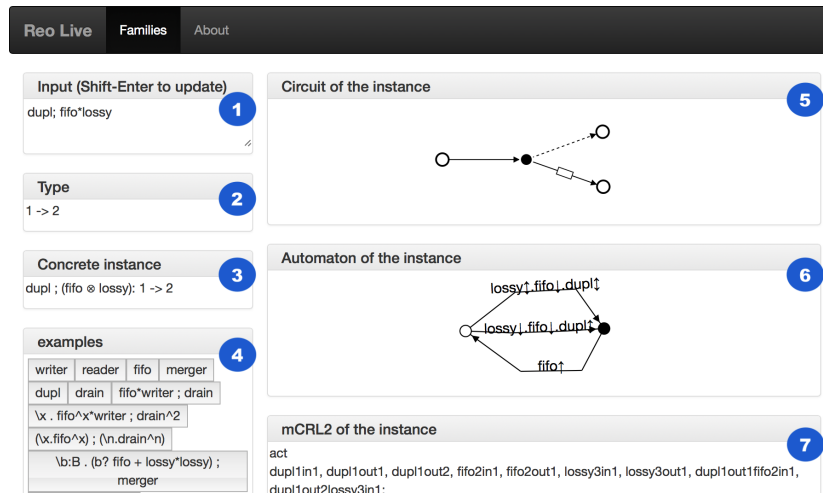 Reo Live Families About
Input (Shift-Enter to update)
1
dupl; fifo*lossy
Type
2
1 -> 2
Concrete instance
3
dupl ; (fifo ⊗ lossy): 1 -> 2
examples
4
writer reader fifo merger
dupl drain fifo*writer ; drain
\x . fifo^x*writer ; drain^2
(\x.fifo^x) ; (\n.drain^n)
\b:B . (b? fifo + lossy*lossy) ;
merger
Circuit of the instance
5
Automaton of the instance
6
lossy↕.fifo↓.dupl↕
lossy↓.fifo↓.dupl↕
fifo↑
mCRL2 of the instance
7
act
dupl1in1, dupl1out1, dupl1out2, fifo2in1, fifo2out1, lossy3in1, lossy3out1, dupl1out1fifo2in1,
dupl1out2lossy3in1;